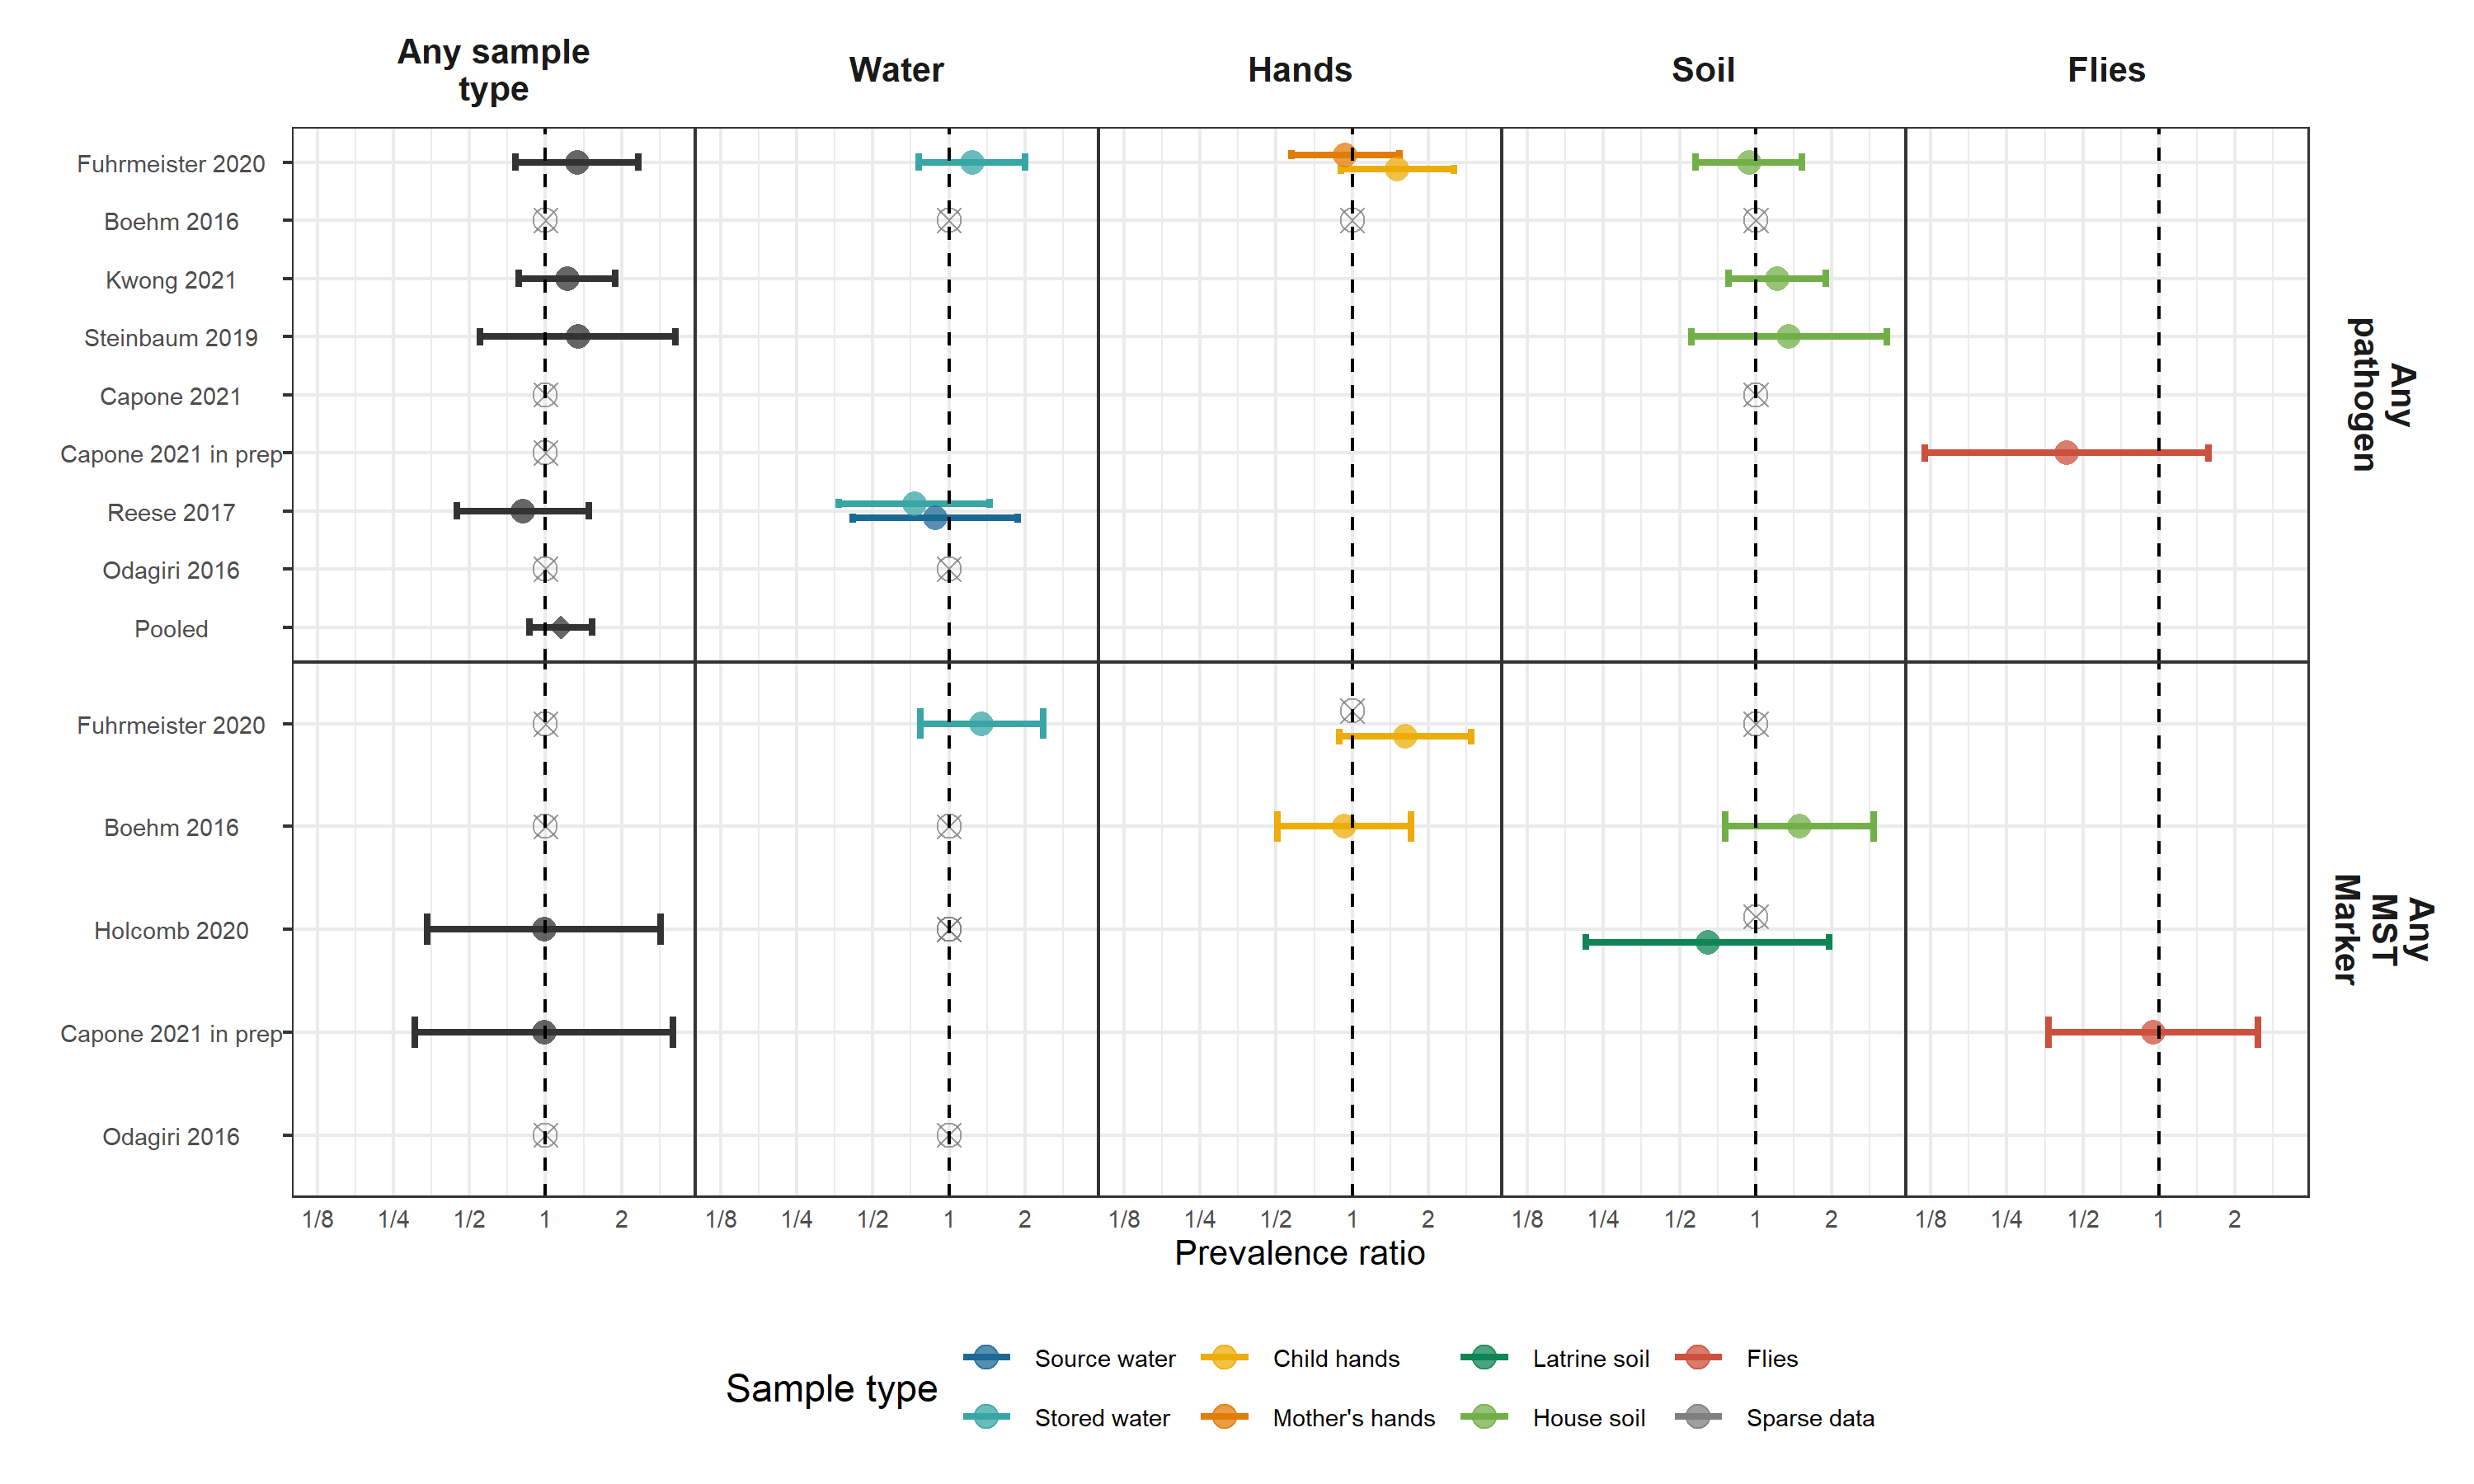 Any sample
type
Water
Hands
Soil
Flies
Fuhrmeister 2020
Boehm 2016
Kwong 2021
Steinbaum 2019
Capone 2021
Capone 2021 in prep
Reese 2017
Odagiri 2016
Pooled
Any
pathogen
Fuhrmeister 2020
Boehm 2016
Holcomb 2020
Capone 2021 in prep
Odagiri 2016
Any
MST
Marker
1/8 1/4 1/2 1 2
1/8 1/4 1/2 1 2
1/8 1/4 1/2 1 2
1/8 1/4 1/2 1 2
1/8 1/4 1/2 1 2
Prevalence ratio
Sample type
Source water
Child hands
Latrine soil
Flies
Stored water
Mother's hands
House soil
Sparse data